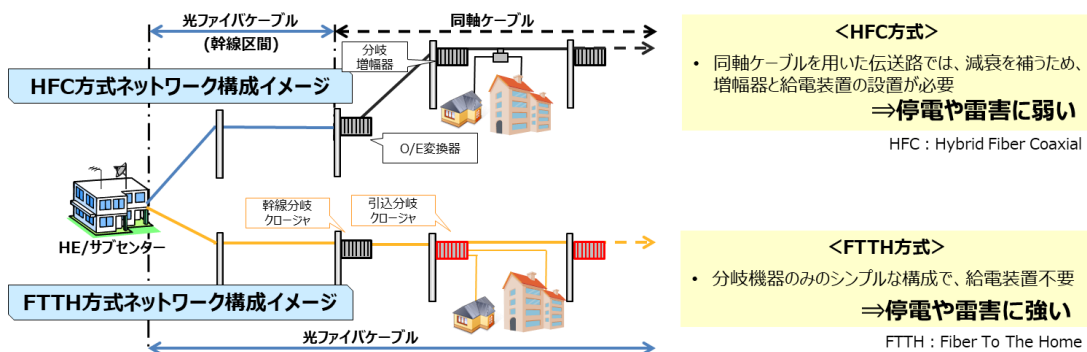 光ファイバケーブル
(幹線区間)
同軸ケーブル
分岐
増幅器
HFC方式ネットワーク構成イメージ
O/E変換器
HE/サブセンター
幹線分岐
クロージャ
引込分岐
クロージャ
FTTH方式ネットワーク構成イメージ
光ファイバケーブル
<HFC方式>
• 同軸ケーブルを用いた伝送路では、減衰を補うため、
増幅器と給電装置の設置が必要
⇒停電や雷害に弱い
HFC:Hybrid Fiber Coaxial
<FTTH方式>
• 分岐機器のみのシンプルな構成で、給電装置不要
⇒停電や雷害に強い
FTTH:Fiber To The Home